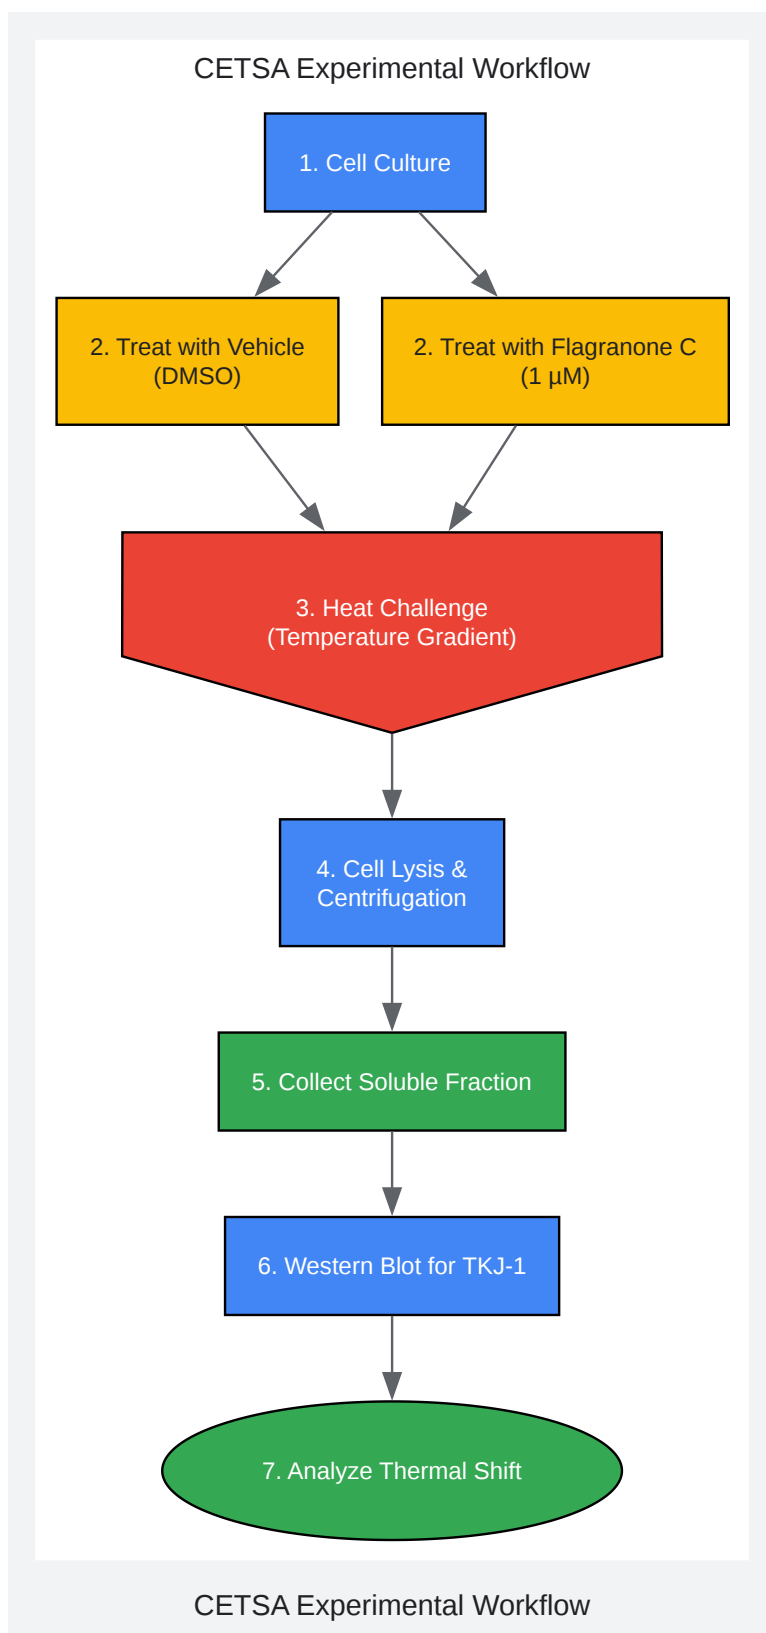 CETSA Experimental Workflow
1. Cell Culture
2. Treat with Vehicle
(DMSO)
2. Treat with Flagranone C
(1 µM)
3. Heat Challenge
(Temperature Gradient)
4. Cell Lysis &
Centrifugation
5. Collect Soluble Fraction
6. Western Blot for TKJ-1
7. Analyze Thermal Shift
CETSA Experimental Workflow